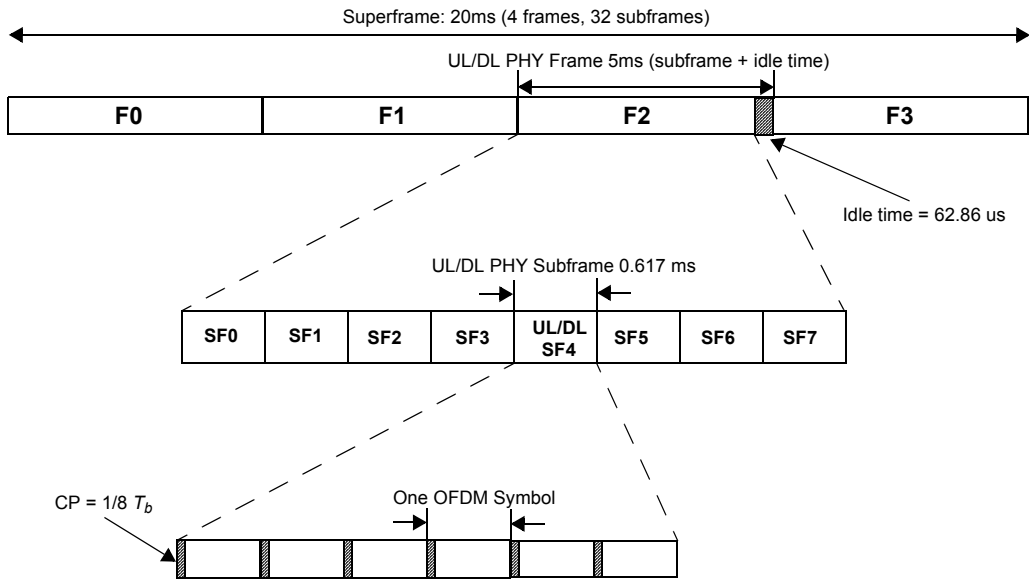 Superframe: 20ms (4 frames, 32 subframes)
UL/DL PHY Frame 5ms (subframe + idle time)
F0 F1 F2 F3
Idle time = 62.86 us
UL/DL PHY Subframe 0.617 ms
SF0 SF1 SF2 SF3 UL/DL SF4 SF5 SF6 SF7
CP = 1/8 T_b
One OFDM Symbol